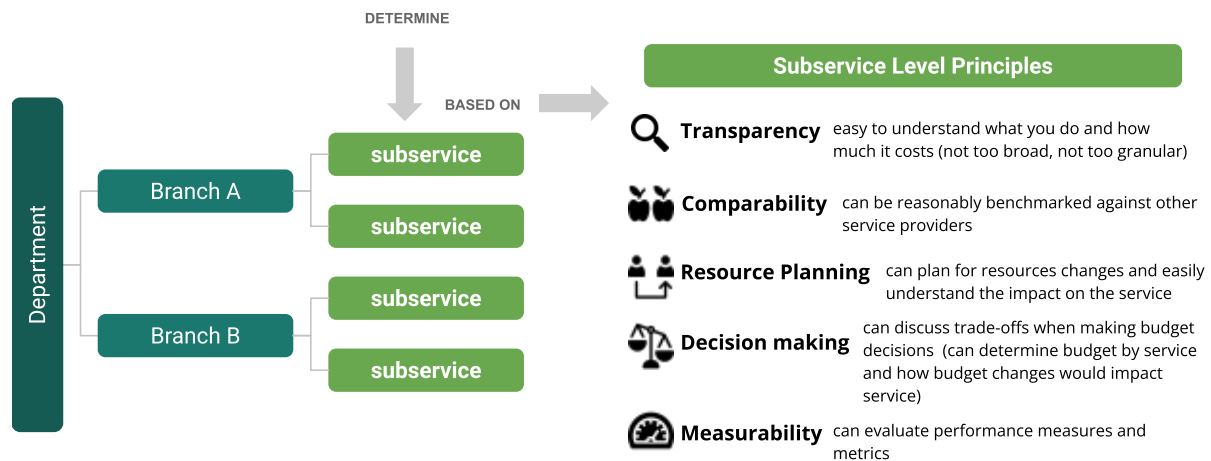 DETERMINE
BASED ON
Department
Branch A
Branch B
subservice
subservice
subservice
subservice
Subservice Level Principles
Transparency easy to understand what you do and how
much it costs (not too broad, not too granular)
Comparability can be reasonably benchmarked against other
service providers
Resource Planning can plan for resources changes and easily
understand the impact on the service
Decision making can discuss trade-offs when making budget
decisions (can determine budget by service
and how budget changes would impact
service)
Measurability can evaluate performance measures and
metrics